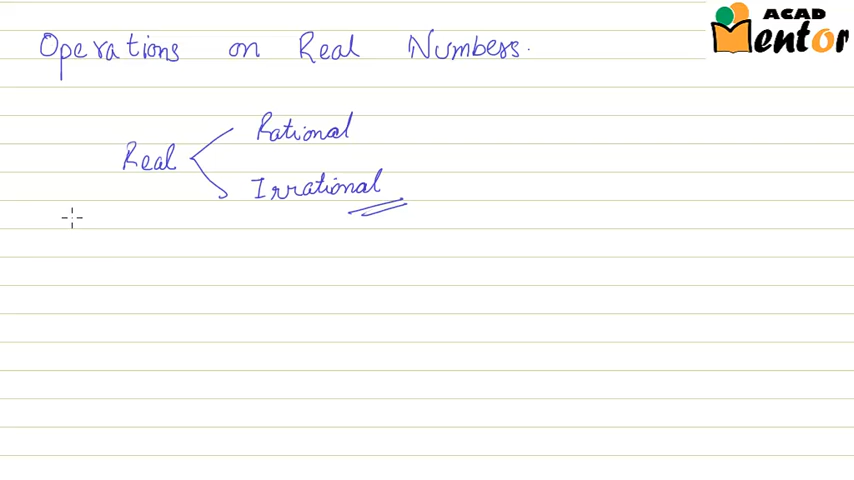 Operations on Real Numbers.
ACAD
Mentor
Rational
Real
Irrational